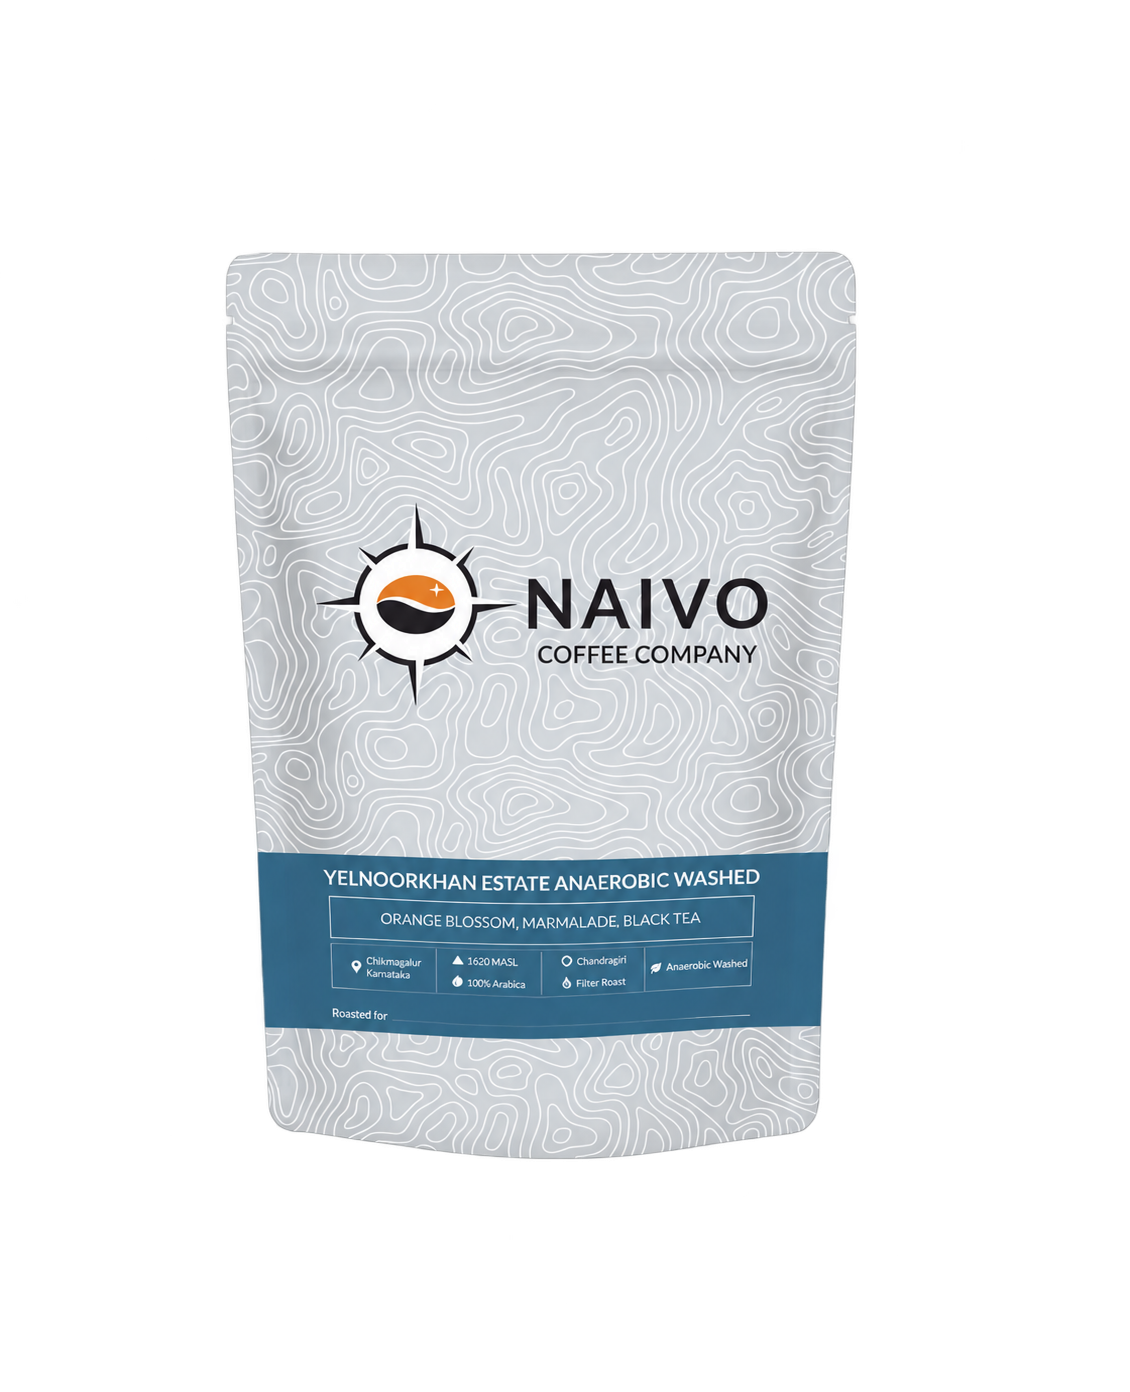 NAIVO
COFFEE COMPANY
YELNOORKHAN ESTATE ANAEROBIC WASHED
ORANGE BLOSSOM, MARMALADE, BLACK TEA
Chikmagalur
Karnataka
1620 MASL
100% Arabica
Chandragiri
Filter Roast
Anaerobic Washed
Roasted for